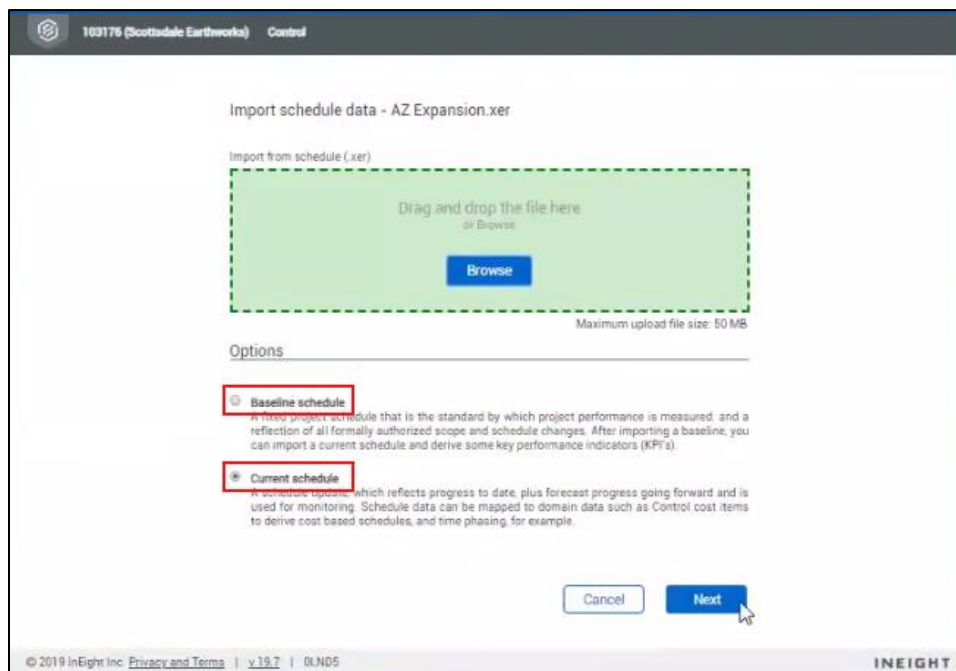 103176 (Scottsdale Earthworks) Control
Import schedule data - AZ Expansion.xer
Import from schedule (.xer)
Drag and drop the file here
or Browse
Browse
Maximum upload file size: 50 MB
Options
Baseline schedule
A fixed project schedule that is the standard by which project performance is measured, and a
reflection of all formally authorized scope and schedule changes. After importing a baseline, you
can import a current schedule and derive some key performance indicators (KPI's).
Current schedule
A schedule update, which reflects progress to date, plus forecast progress going forward and is
used for monitoring. Schedule data can be mapped to domain data such as Control cost items
to derive cost based schedules, and time phasing, for example.
Cancel Next
© 2019 InEight Inc. Privacy and Terms | v 19.7 | 0LND5 INEIGHT